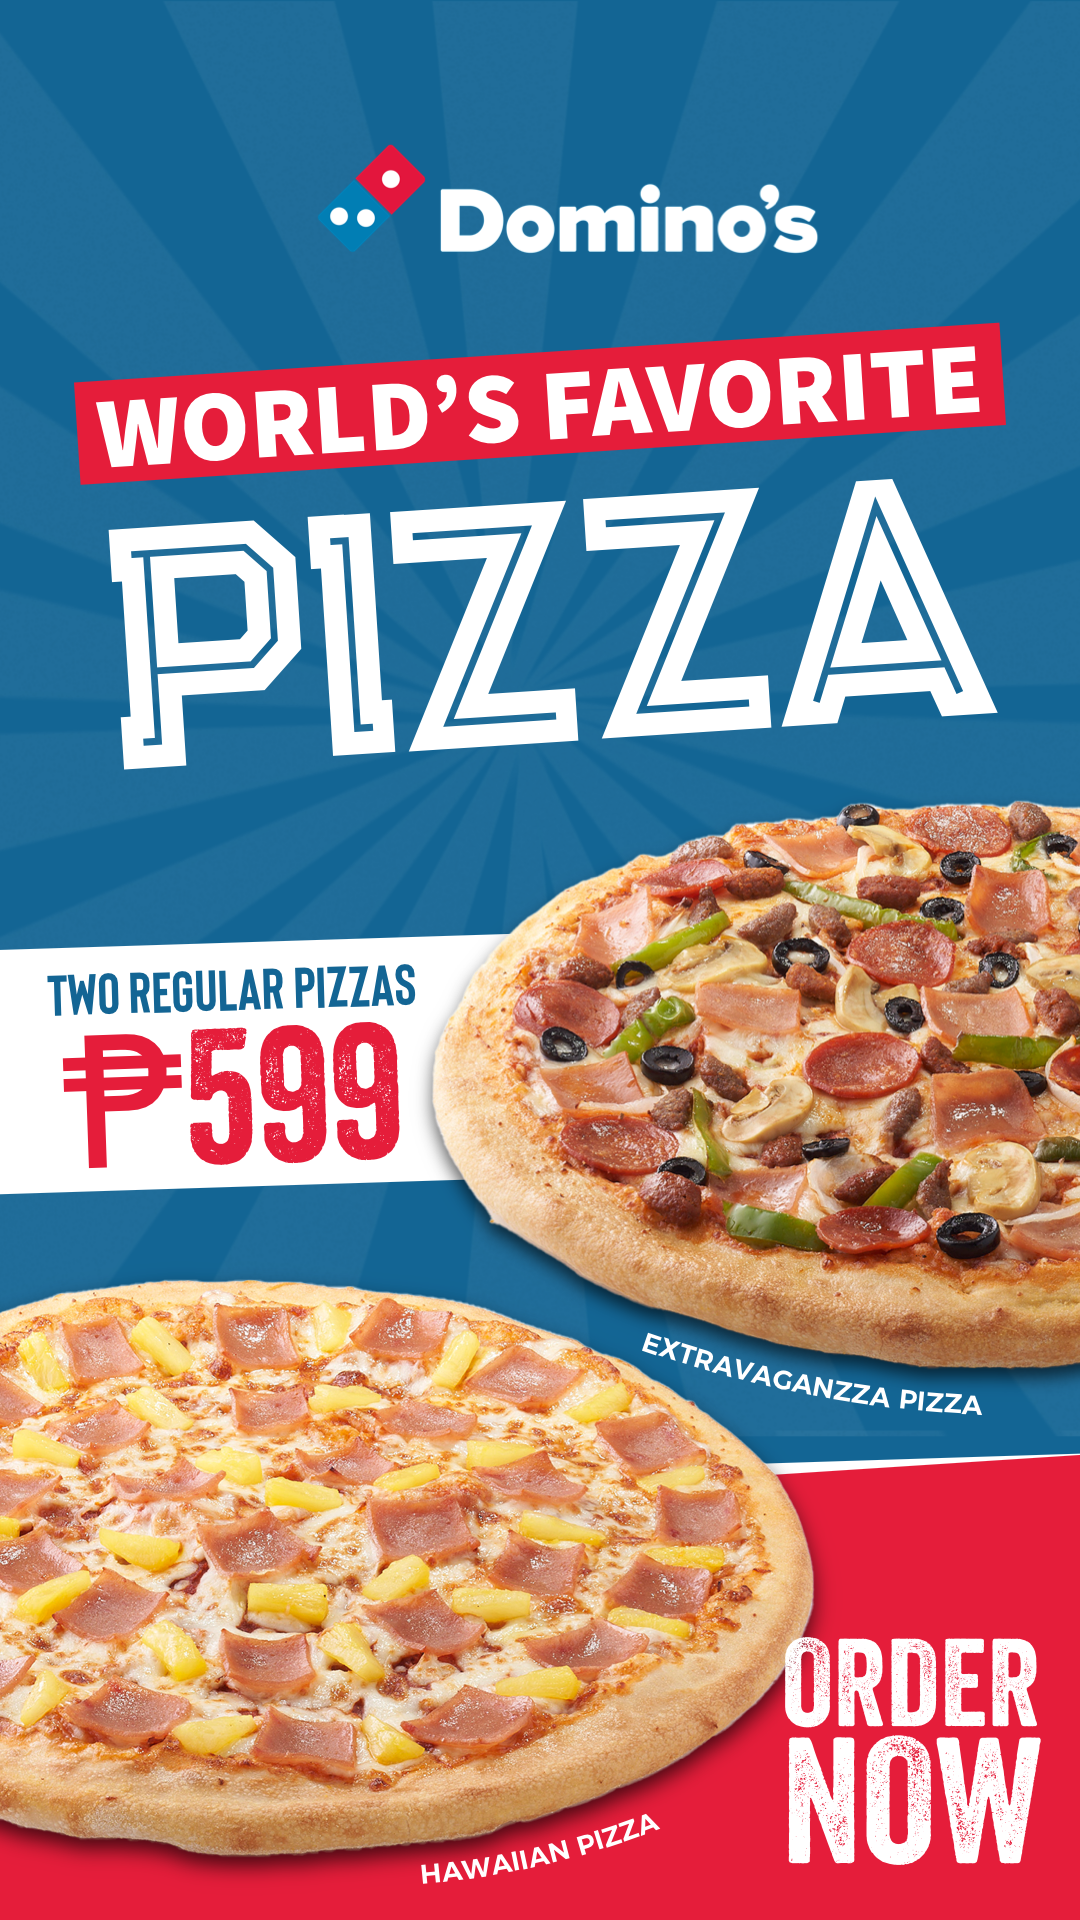 Domino's
WORLD'S FAVORITE
PIZZA
TWO REGULAR PIZZAS
₱599
EXTRAVAGANZZA PIZZA
ORDER
NOW
HAWAIIAN PIZZA